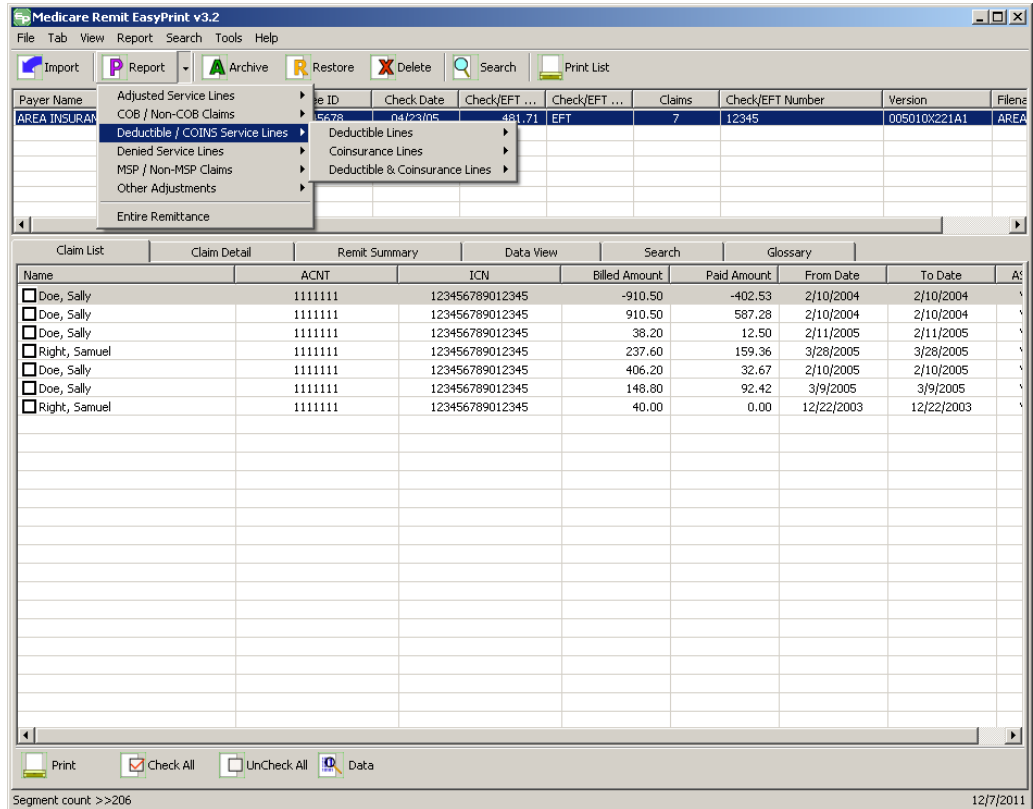 Medicare Remit EasyPrint v3.2
File Tab View Report Search Tools Help
Import P Report A Archive R Restore X Delete Search Print List
Payer Name ee ID Check Date Check/EFT ... Check/EFT ... Claims Check/EFT Number Version Filena
AREA INSURAN 5678 04/23/05 481.71 EFT 7 12345 005010X221A1 AREA
Adjusted Service Lines
COB / Non-COB Claims
Deductible / COINS Service Lines
Denied Service Lines
MSP / Non-MSP Claims
Other Adjustments
Entire Remittance
Deductible Lines
Coinsurance Lines
Deductible & Coinsurance Lines
Claim List Claim Detail Remit Summary Data View Search Glossary
Name ACNT ICN Billed Amount Paid Amount From Date To Date AS
Doe, Sally 1111111 123456789012345 -910.50 -402.53 2/10/2004 2/10/2004
Doe, Sally 1111111 123456789012345 910.50 587.28 2/10/2004 2/10/2004
Doe, Sally 1111111 123456789012345 38.20 12.50 2/11/2005 2/11/2005
Right, Samuel 1111111 123456789012345 237.60 159.36 3/28/2005 3/28/2005
Doe, Sally 1111111 123456789012345 406.20 32.67 2/10/2005 2/10/2005
Doe, Sally 1111111 123456789012345 148.80 92.42 3/9/2005 3/9/2005
Right, Samuel 1111111 123456789012345 40.00 0.00 12/22/2003 12/22/2003
Print Check All UnCheck All Data
Segment count >>206 12/7/2011